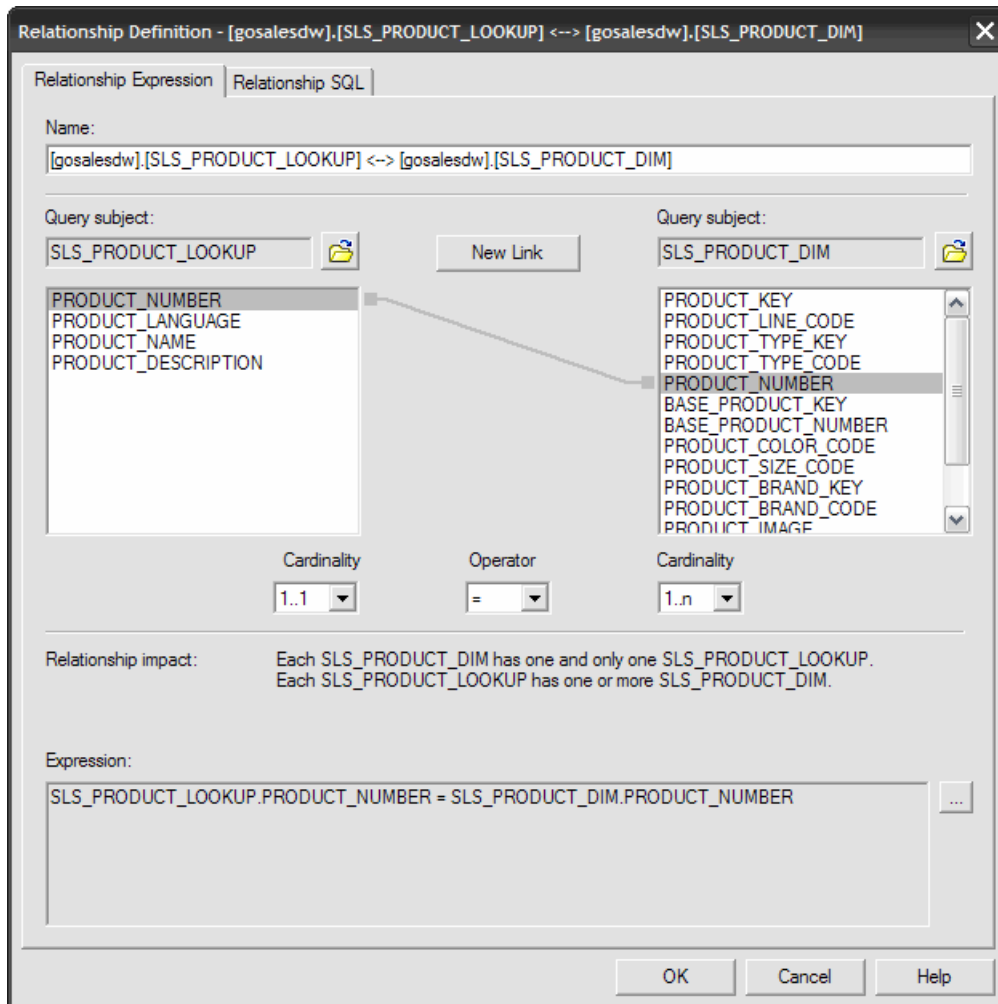 Relationship Definition - [gosalesdw].[SLS_PRODUCT_LOOKUP] <--> [gosalesdw].[SLS_PRODUCT_DIM]
Relationship Expression
Relationship SQL
Name:
[gosalesdw].[SLS_PRODUCT_LOOKUP] <--> [gosalesdw].[SLS_PRODUCT_DIM]
Query subject:
Query subject:
SLS_PRODUCT_LOOKUP
New Link
SLS_PRODUCT_DIM
PRODUCT_NUMBER
PRODUCT_LANGUAGE
PRODUCT_NAME
PRODUCT_DESCRIPTION
PRODUCT_KEY
PRODUCT_LINE_CODE
PRODUCT_TYPE_KEY
PRODUCT_TYPE_CODE
PRODUCT_NUMBER
BASE_PRODUCT_KEY
BASE_PRODUCT_NUMBER
PRODUCT_COLOR_CODE
PRODUCT_SIZE_CODE
PRODUCT_BRAND_KEY
PRODUCT_BRAND_CODE
PRODUCT_IMAGE
Cardinality
Operator
Cardinality
1..1
=
1..n
Relationship impact:
Each SLS_PRODUCT_DIM has one and only one SLS_PRODUCT_LOOKUP.
Each SLS_PRODUCT_LOOKUP has one or more SLS_PRODUCT_DIM.
Expression:
SLS_PRODUCT_LOOKUP.PRODUCT_NUMBER = SLS_PRODUCT_DIM.PRODUCT_NUMBER
...
OK
Cancel
Help